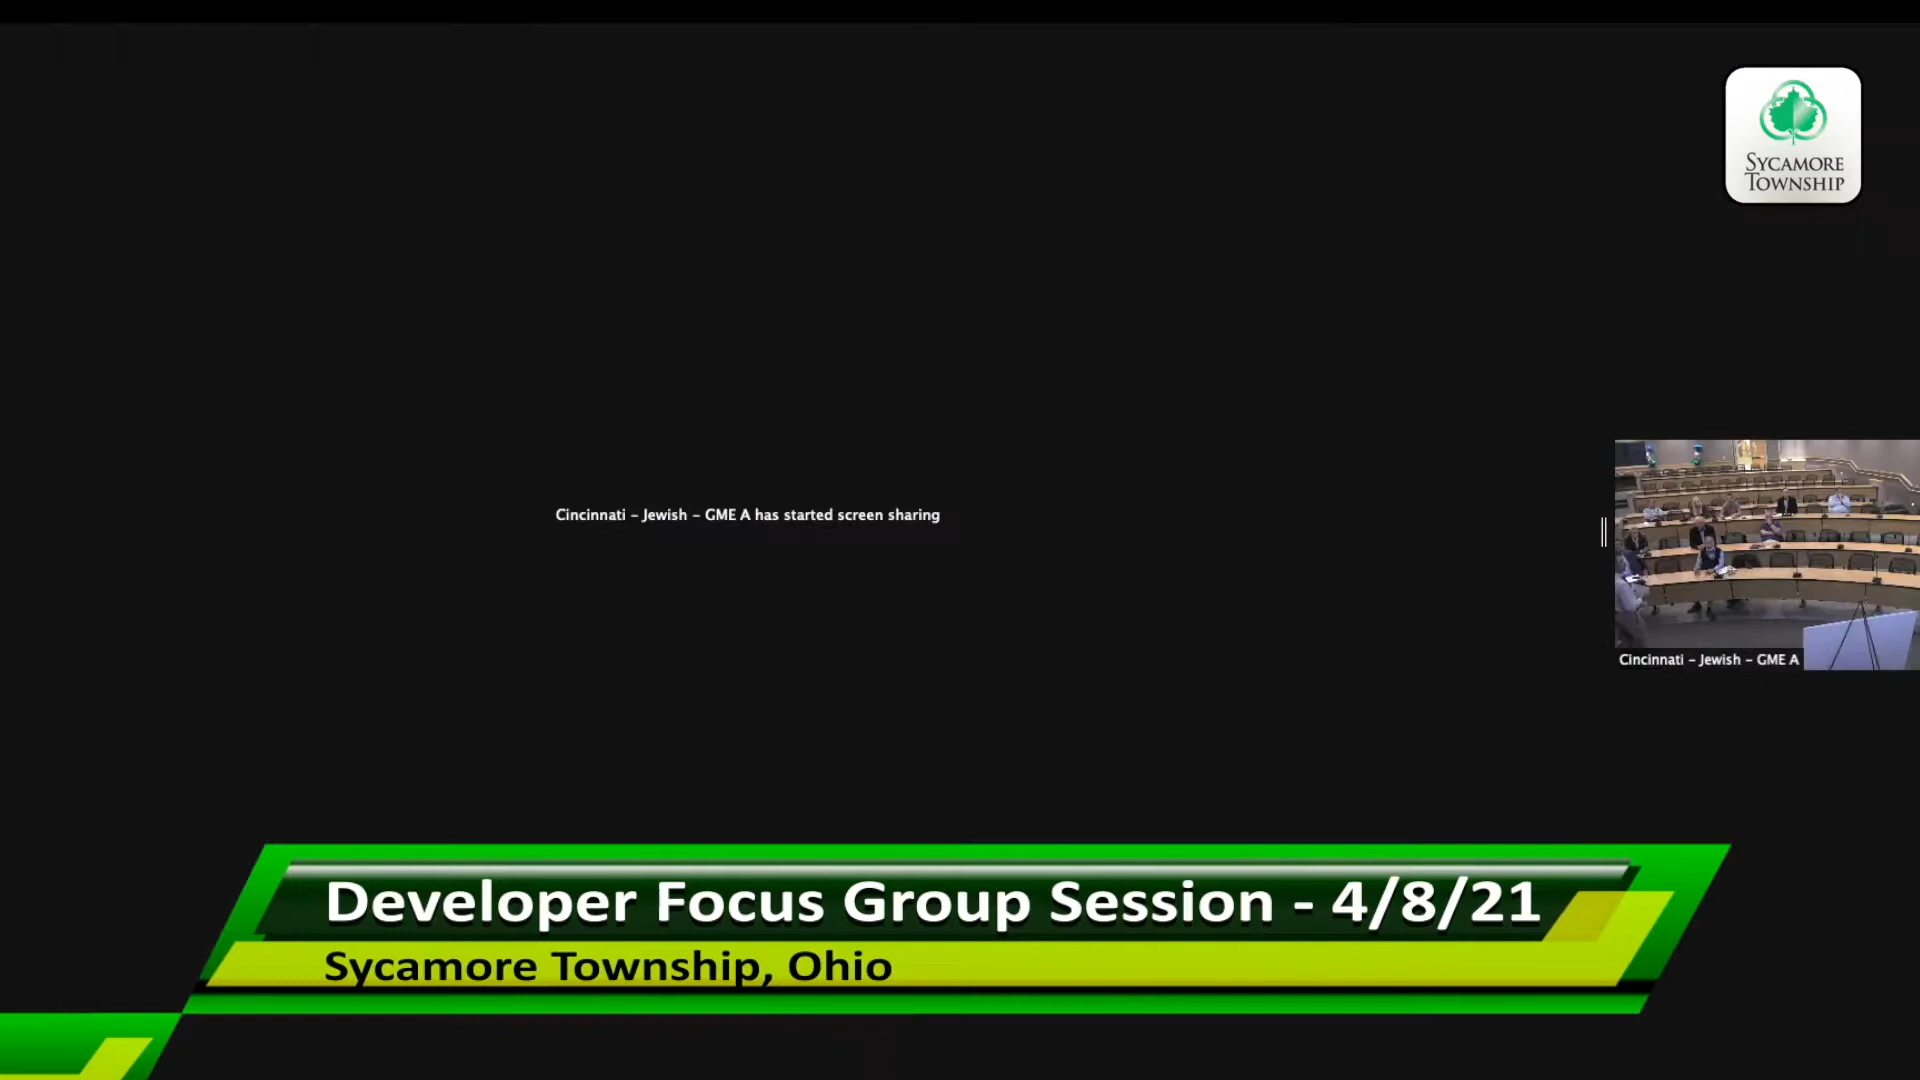 SYCAMORE
TOWNSHIP
Cincinnati – Jewish – GME A has started screen sharing
Cincinnati – Jewish – GME A
Developer Focus Group Session - 4/8/21
Sycamore Township, Ohio